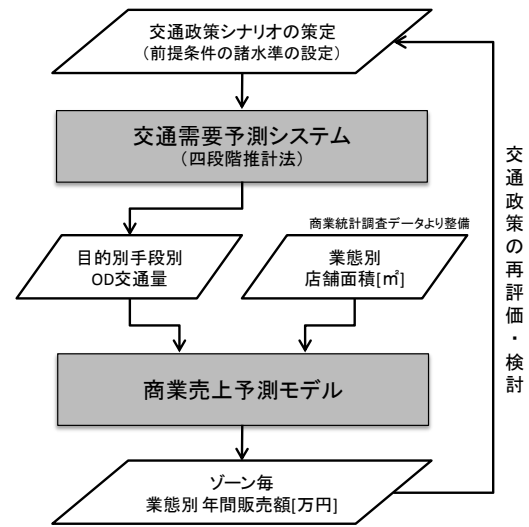 交通政策シナリオの策定
(前提条件の諸水準の設定)
交通需要予測システム
(四段階推計法)
商業統計調査データより整備
目的別手段別
OD交通量
業態別
店舗面積[㎡]
商業売上予測モデル
ゾーン毎
業態別 年間販売額[万円]
交通政策の再評価・検討